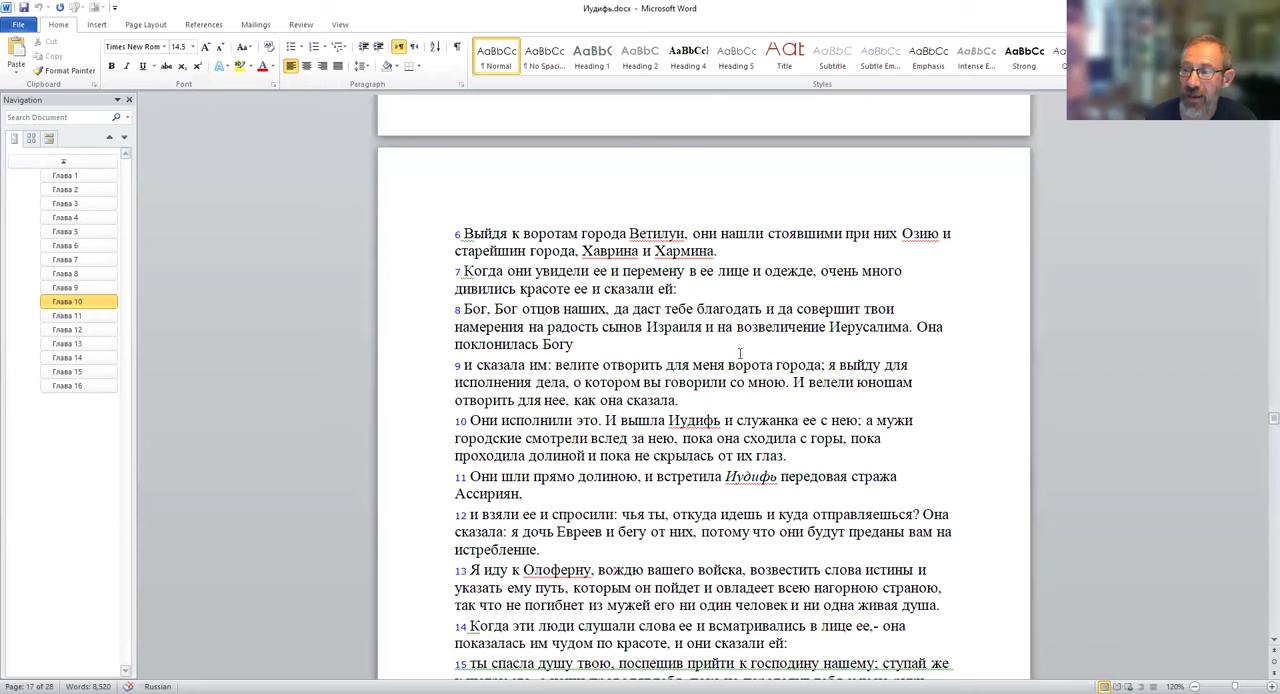 Иудифь.docx - Microsoft Word
File Home Insert Page Layout References Mailings Review View
Paste
Cut
Copy
Format Painter
Clipboard
Times New Rom 14.5
Font
Paragraph
AaBbCc AaBbCc AaBbC AaBbC AaBbCc AaBbC AaB AaBbCc AaBbCc AaBbCc AaBbCc AaBbCc
¶ Normal ¶ No Spaci... Heading 1 Heading 2 Heading 4 Heading 5 Title Subtitle Subtle Em... Emphasis Intense E... Strong
Styles
Navigation
Search Document
Глава 1
Глава 2
Глава 3
Глава 4
Глава 5
Глава 6
Глава 7
Глава 8
Глава 9
Глава 10
Глава 11
Глава 12
Глава 13
Глава 14
Глава 15
Глава 16
6 Выйдя к воротам города Ветилуи, они нашли стоявшими при них Озию и
старейшин города, Хаврина и Хармина.
7 Когда они увидели ее и перемену в ее лице и одежде, очень много
дивились красоте ее и сказали ей:
8 Бог, Бог отцов наших, да даст тебе благодать и да совершит твои
намерения на радость сынов Израиля и на возвеличение Иерусалима. Она
поклонилась Богу
9 и сказала им: велите отворить для меня ворота города; я выйду для
исполнения дела, о котором вы говорили со мною. И велели юношам
отворить для нее, как она сказала.
10 Они исполнили это. И вышла Иудифь и служанка ее с нею; а мужи
городские смотрели вслед за нею, пока она сходила с горы, пока
проходила долиной и пока не скрылась от их глаз.
11 Они шли прямо долиною, и встретила Иудифь передовая стража
Ассириян,
12 и взяли ее и спросили: чья ты, откуда идешь и куда отправляешься? Она
сказала: я дочь Евреев и бегу от них, потому что они будут преданы вам на
истребление.
13 Я иду к Олоферну, вождю вашего войска, возвестить слова истины и
указать ему путь, которым он пойдет и овладеет всею нагорною страною,
так что не погибнет из мужей его ни один человек и ни одна живая душа.
14 Когда эти люди слушали слова ее и всматривались в лице ее,- она
показалась им чудом по красоте, и они сказали ей:
15 ты спасла душу твою, поспешив прийти к господину нашему; ступай же
Page: 17 of 28 Words: 8,520 Russian 120%